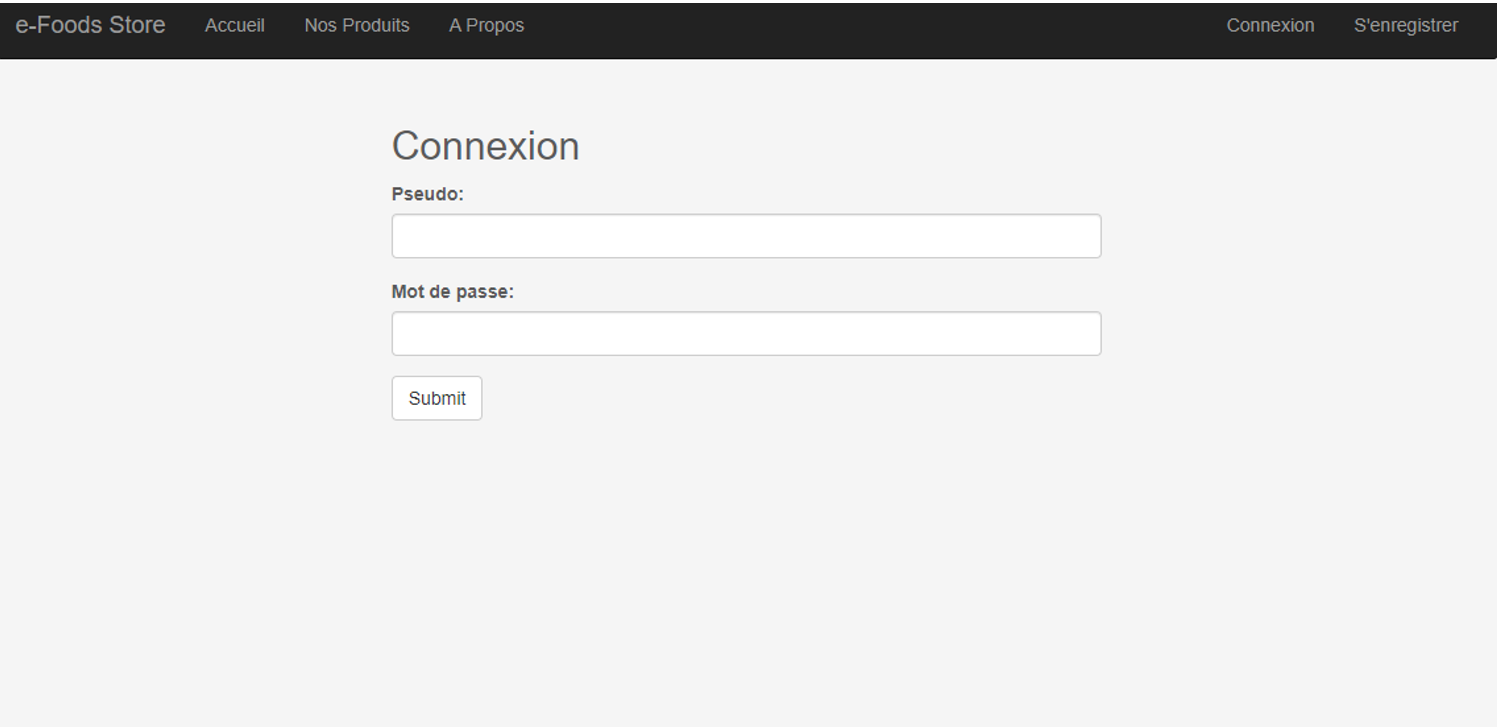 e-Foods Store Accueil Nos Produits A Propos Connexion S'enregistrer
Connexion
Pseudo:
Mot de passe:
Submit